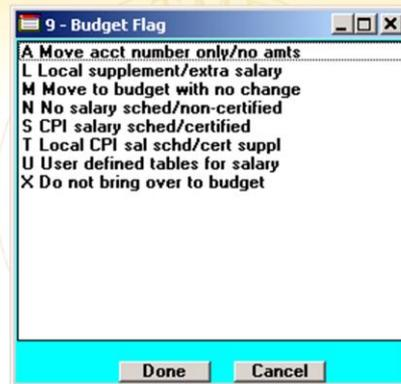 9 - Budget Flag
A Move acct number only/no amts
L Local supplement/extra salary
M Move to budget with no change
N No salary sched/non-certified
S CPI salary sched/certified
T Local CPI sal schd/cert suppl
U User defined tables for salary
X Do not bring over to budget
Done Cancel